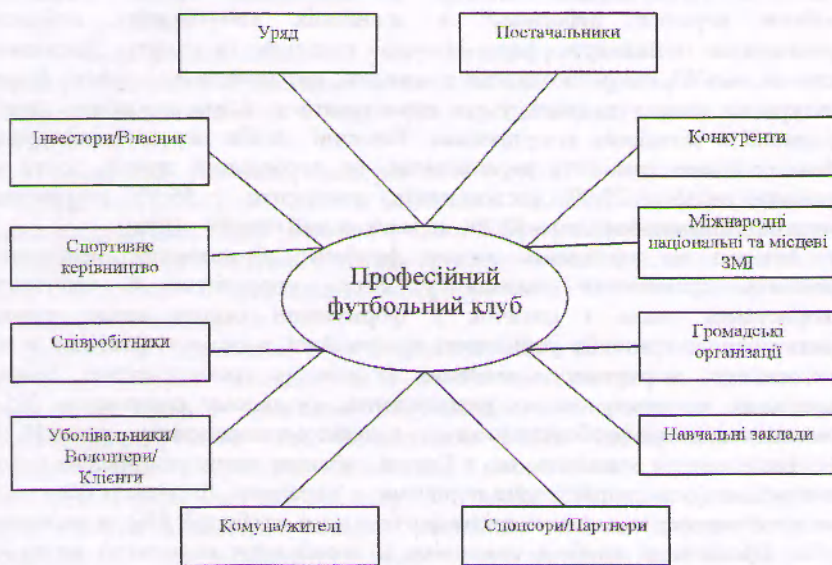 Уряд
Постачальники
Інвестори/Власник
Конкуренти
Спортивне
керівництво
Міжнародні
національні та місцеві
ЗМІ
Професійний
футбольний клуб
Співробітники
Громадські
організації
Уболівальники/
Волонтери/
Клієнти
Навчальні заклади
Комуна/жителі
Спонсори/Партнери